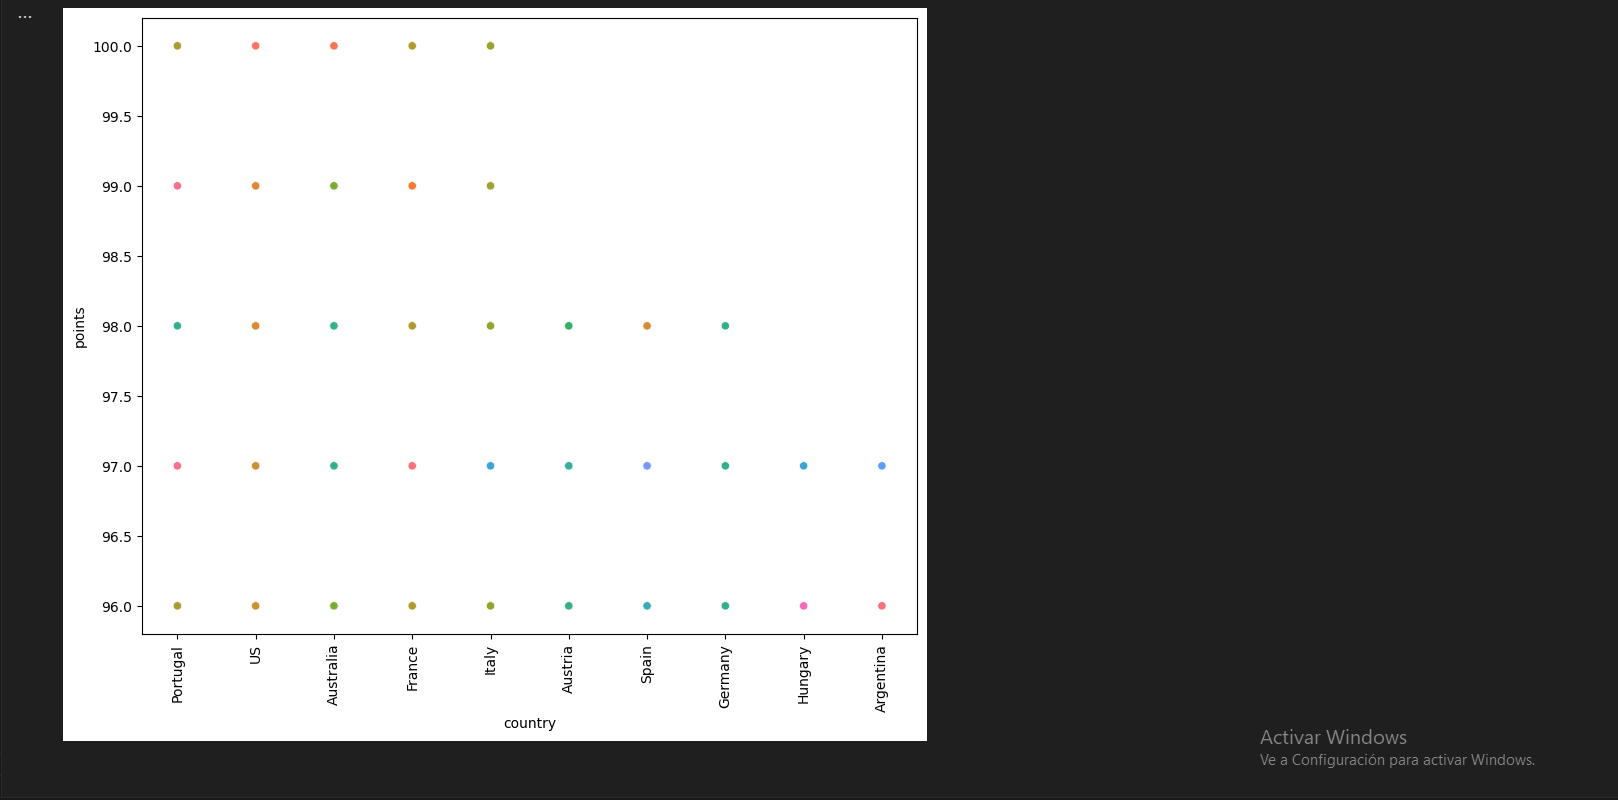 ...
100.0
99.5
99.0
98.5
98.0
97.5
97.0
96.5
96.0
points
Portugal
US
Australia
France
Italy
Austria
Spain
Germany
Hungary
Argentina
country
Activar Windows
Ve a Configuración para activar Windows.